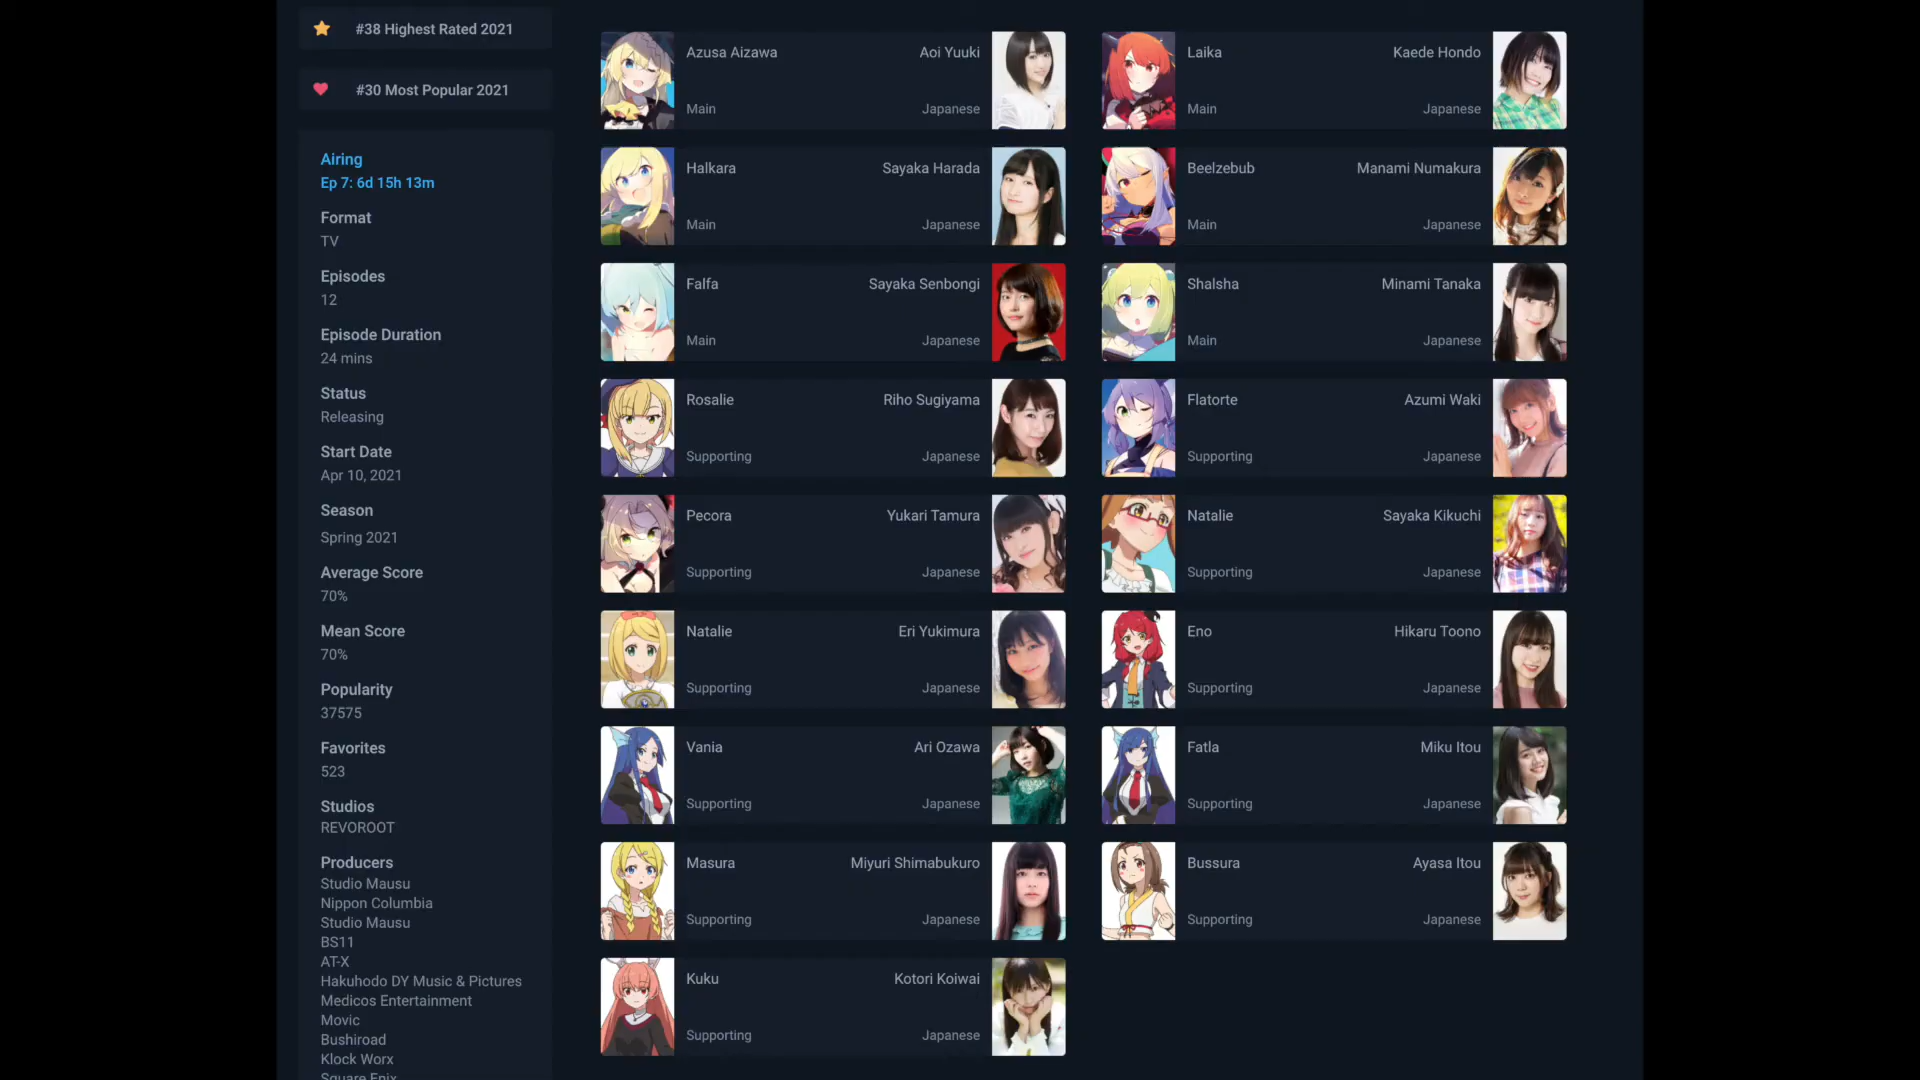 #38 Highest Rated 2021
#30 Most Popular 2021
Airing
Ep 7: 6d 15h 13m
Format
TV
Episodes
12
Episode Duration
24 mins
Status
Releasing
Start Date
Apr 10, 2021
Season
Spring 2021
Average Score
70%
Mean Score
70%
Popularity
37575
Favorites
523
Studios
REVOROOT
Producers
Studio Mausu
Nippon Columbia
Studio Mausu
BS11
AT-X
Hakuhodo DY Music & Pictures
Medicos Entertainment
Movic
Bushiroad
Klock Worx
Square Enix
Azusa Aizawa Aoi Yuuki
Main Japanese
Laika Kaede Hondo
Main Japanese
Halkara Sayaka Harada
Main Japanese
Beelzebub Manami Numakura
Main Japanese
Falfa Sayaka Senbongi
Main Japanese
Shalsha Minami Tanaka
Main Japanese
Rosalie Riho Sugiyama
Supporting Japanese
Flatorte Azumi Waki
Supporting Japanese
Pecora Yukari Tamura
Supporting Japanese
Natalie Sayaka Kikuchi
Supporting Japanese
Natalie Eri Yukimura
Supporting Japanese
Eno Hikaru Toono
Supporting Japanese
Vania Ari Ozawa
Supporting Japanese
Fatla Miku Itou
Supporting Japanese
Masura Miyuri Shimabukuro
Supporting Japanese
Bussura Ayasa Itou
Supporting Japanese
Kuku Kotori Koiwai
Supporting Japanese